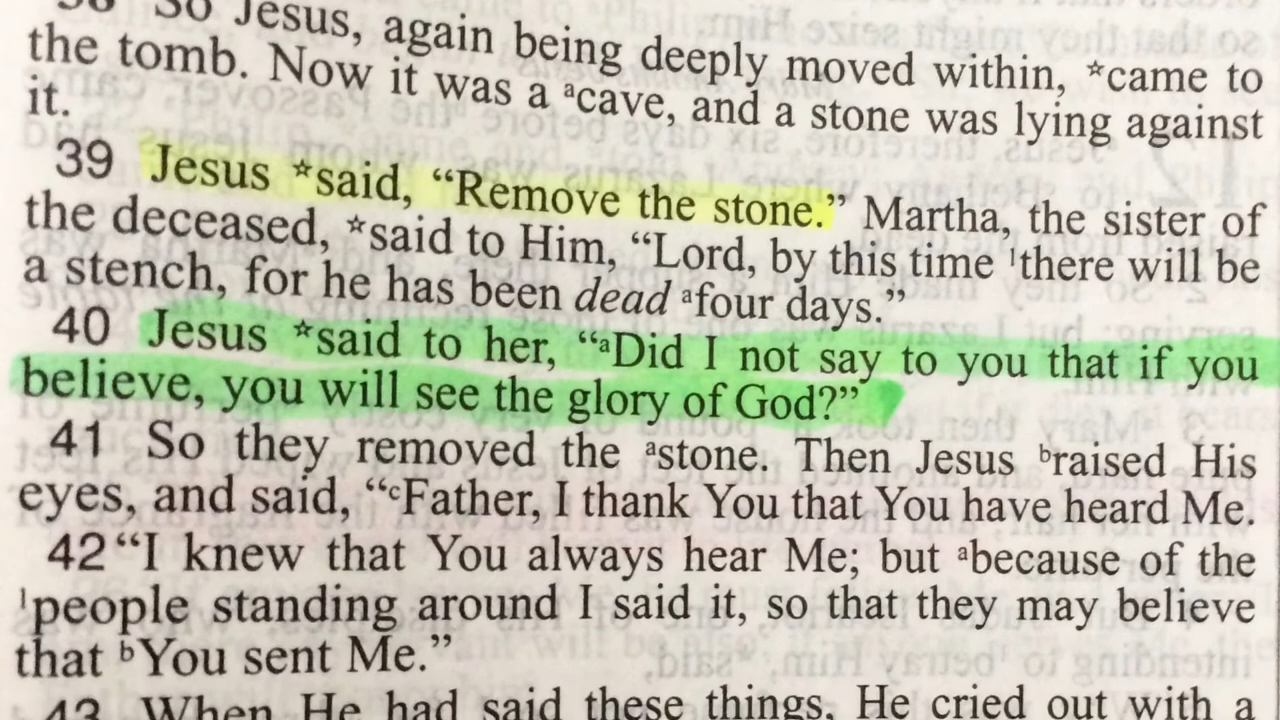 38 So Jesus, again being deeply moved within, *came to
the tomb. Now it was a ᵃcave, and a stone was lying against
it.
39 Jesus *said, “Remove the stone.” Martha, the sister of
the deceased, *said to Him, “Lord, by this time ¹there will be
a stench, for he has been dead ᵃfour days.”
40 Jesus *said to her, “ᵃDid I not say to you that if you
believe, you will see the glory of God?”
41 So they removed the ᵃstone. Then Jesus ᵇraised His
eyes, and said, “ᶜFather, I thank You that You have heard Me.
42 “I knew that You always hear Me; but ᵃbecause of the
¹people standing around I said it, so that they may believe
that ᵇYou sent Me.”
43 When He had said these things, He cried out with a